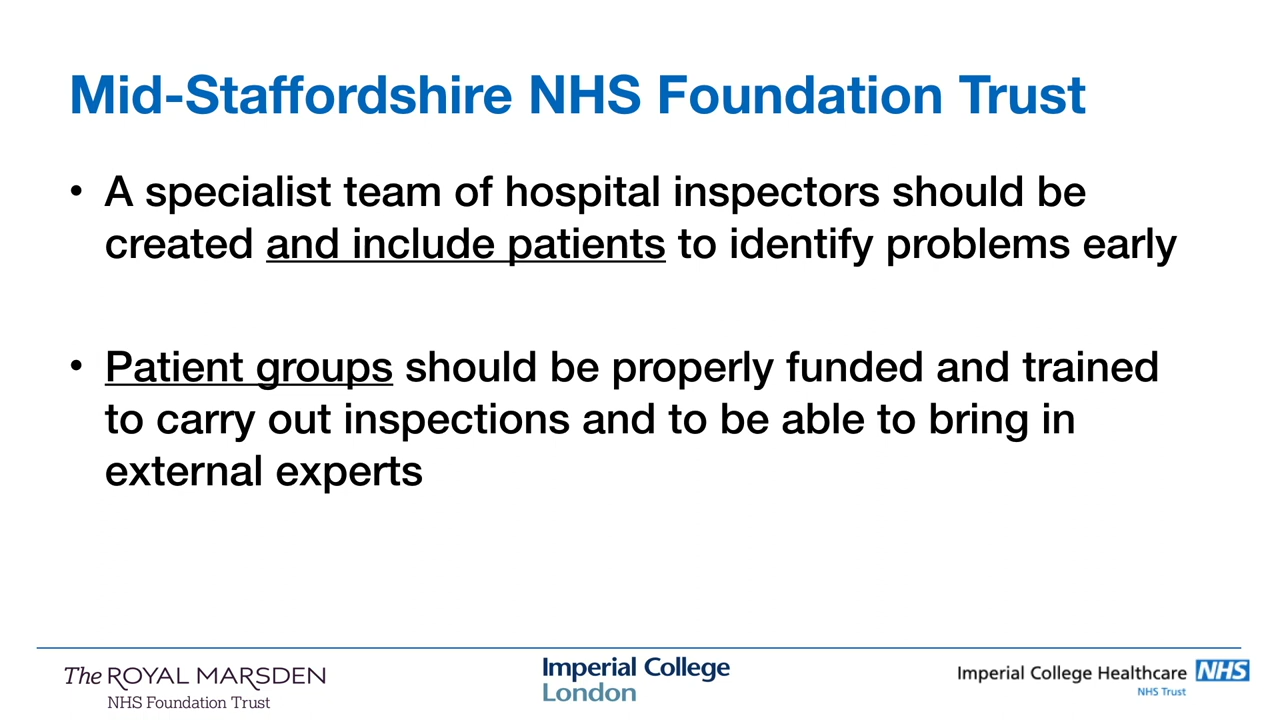 Mid-Staffordshire NHS Foundation Trust
• A specialist team of hospital inspectors should be
created and include patients to identify problems early
• Patient groups should be properly funded and trained
to carry out inspections and to be able to bring in
external experts
The ROYAL MARSDEN
NHS Foundation Trust
Imperial College
London
Imperial College Healthcare NHS
NHS Trust